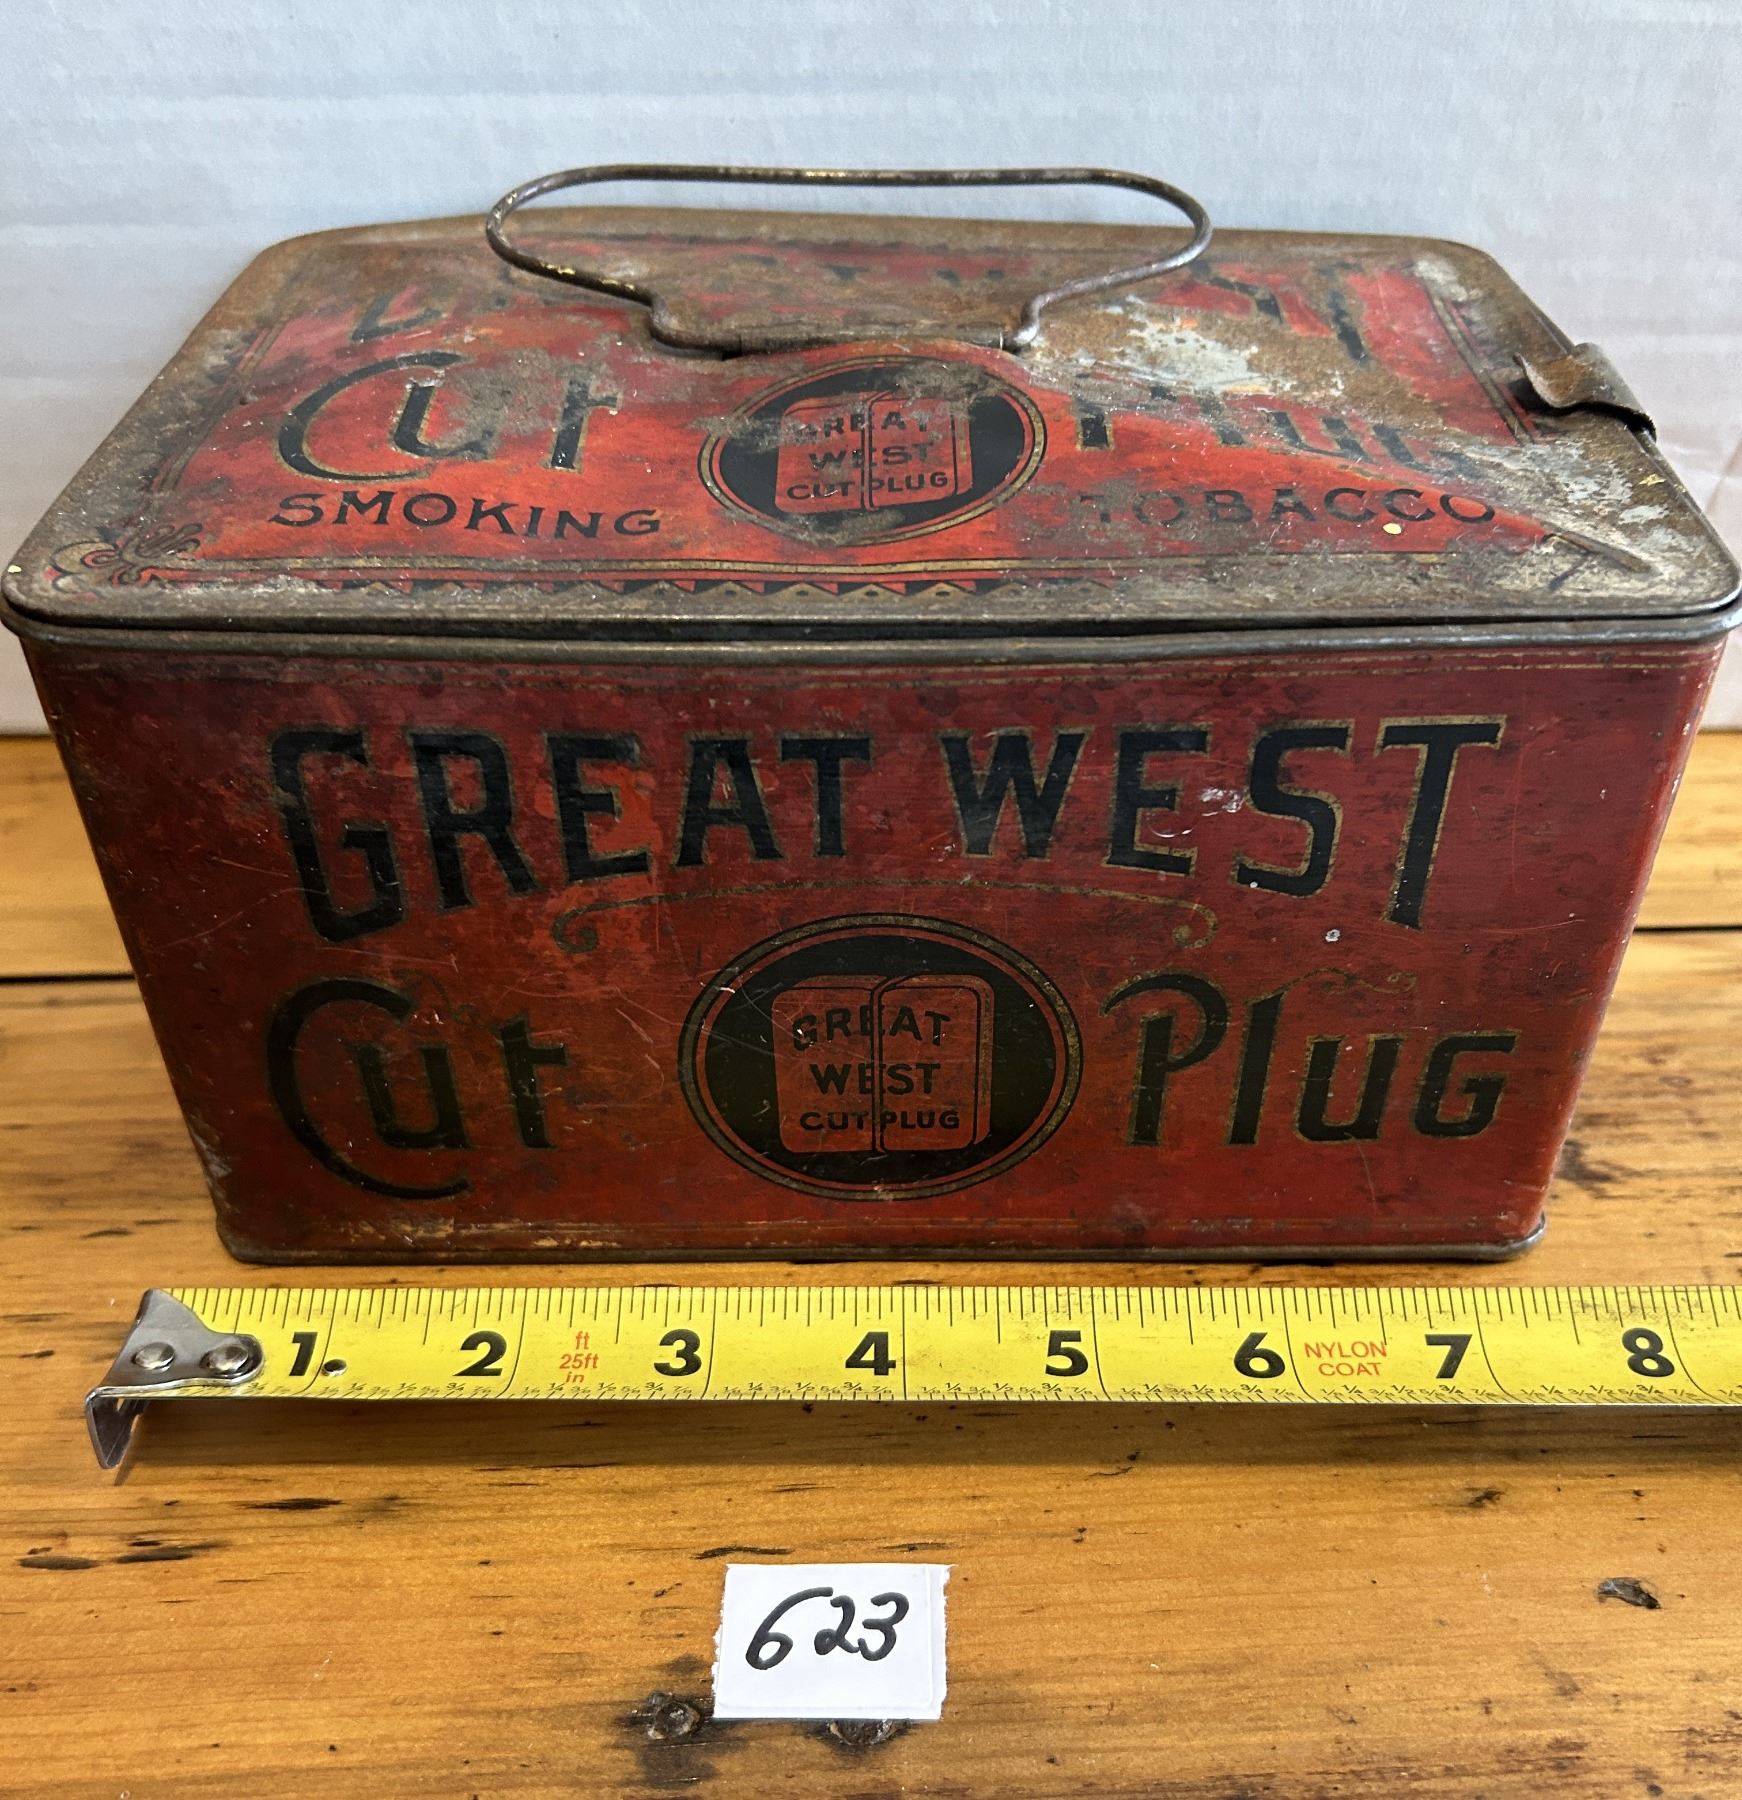 Cut Plug
GREAT
WEST
CUT PLUG
SMOKING TOBACCO
GREAT WEST
Cut Plug
GREAT
WEST
CUT PLUG
1 2 3 4 5 6 7 8
ft
25ft
in
NYLON
COAT
623